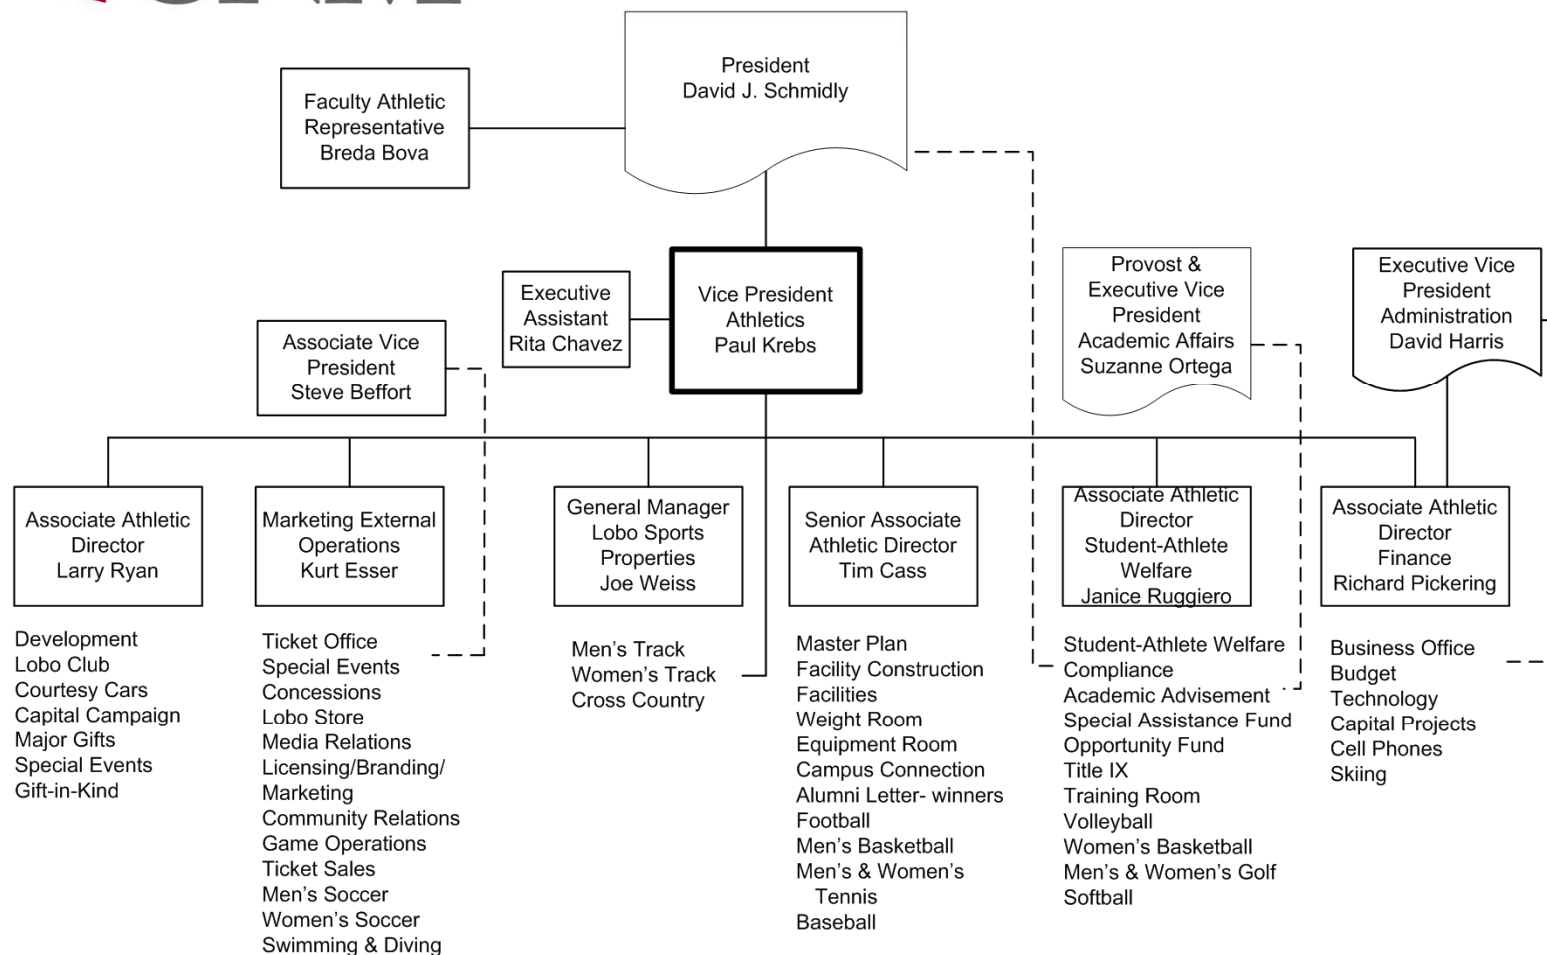 President
David J. Schmidly
Faculty Athletic
Representative
Breda Bova
Executive
Assistant
Rita Chavez
Vice President
Athletics
Paul Krebs
Provost &
Executive Vice
President
Academic Affairs
Suzanne Ortega
Executive Vice
President
Administration
David Harris
Associate Vice
President
Steve Beffort
Associate Athletic
Director
Larry Ryan
Marketing External
Operations
Kurt Esser
General Manager
Lobo Sports
Properties
Joe Weiss
Senior Associate
Athletic Director
Tim Cass
Associate Athletic
Director
Student-Athlete
Welfare
Janice Ruggiero
Associate Athletic
Director
Finance
Richard Pickering
Development
Lobo Club
Courtesy Cars
Capital Campaign
Major Gifts
Special Events
Gift-in-Kind
Ticket Office
Special Events
Concessions
Lobo Store
Media Relations
Licensing/Branding/
Marketing
Community Relations
Game Operations
Ticket Sales
Men's Soccer
Women's Soccer
Swimming & Diving
Men's Track
Women's Track
Cross Country
Master Plan
Facility Construction
Facilities
Weight Room
Equipment Room
Campus Connection
Alumni Letter- winners
Football
Men's Basketball
Men's & Women's
Tennis
Baseball
Student-Athlete Welfare
Compliance
Academic Advisement
Special Assistance Fund
Opportunity Fund
Title IX
Training Room
Volleyball
Women's Basketball
Men's & Women's Golf
Softball
Business Office
Budget
Technology
Capital Projects
Cell Phones
Skiing